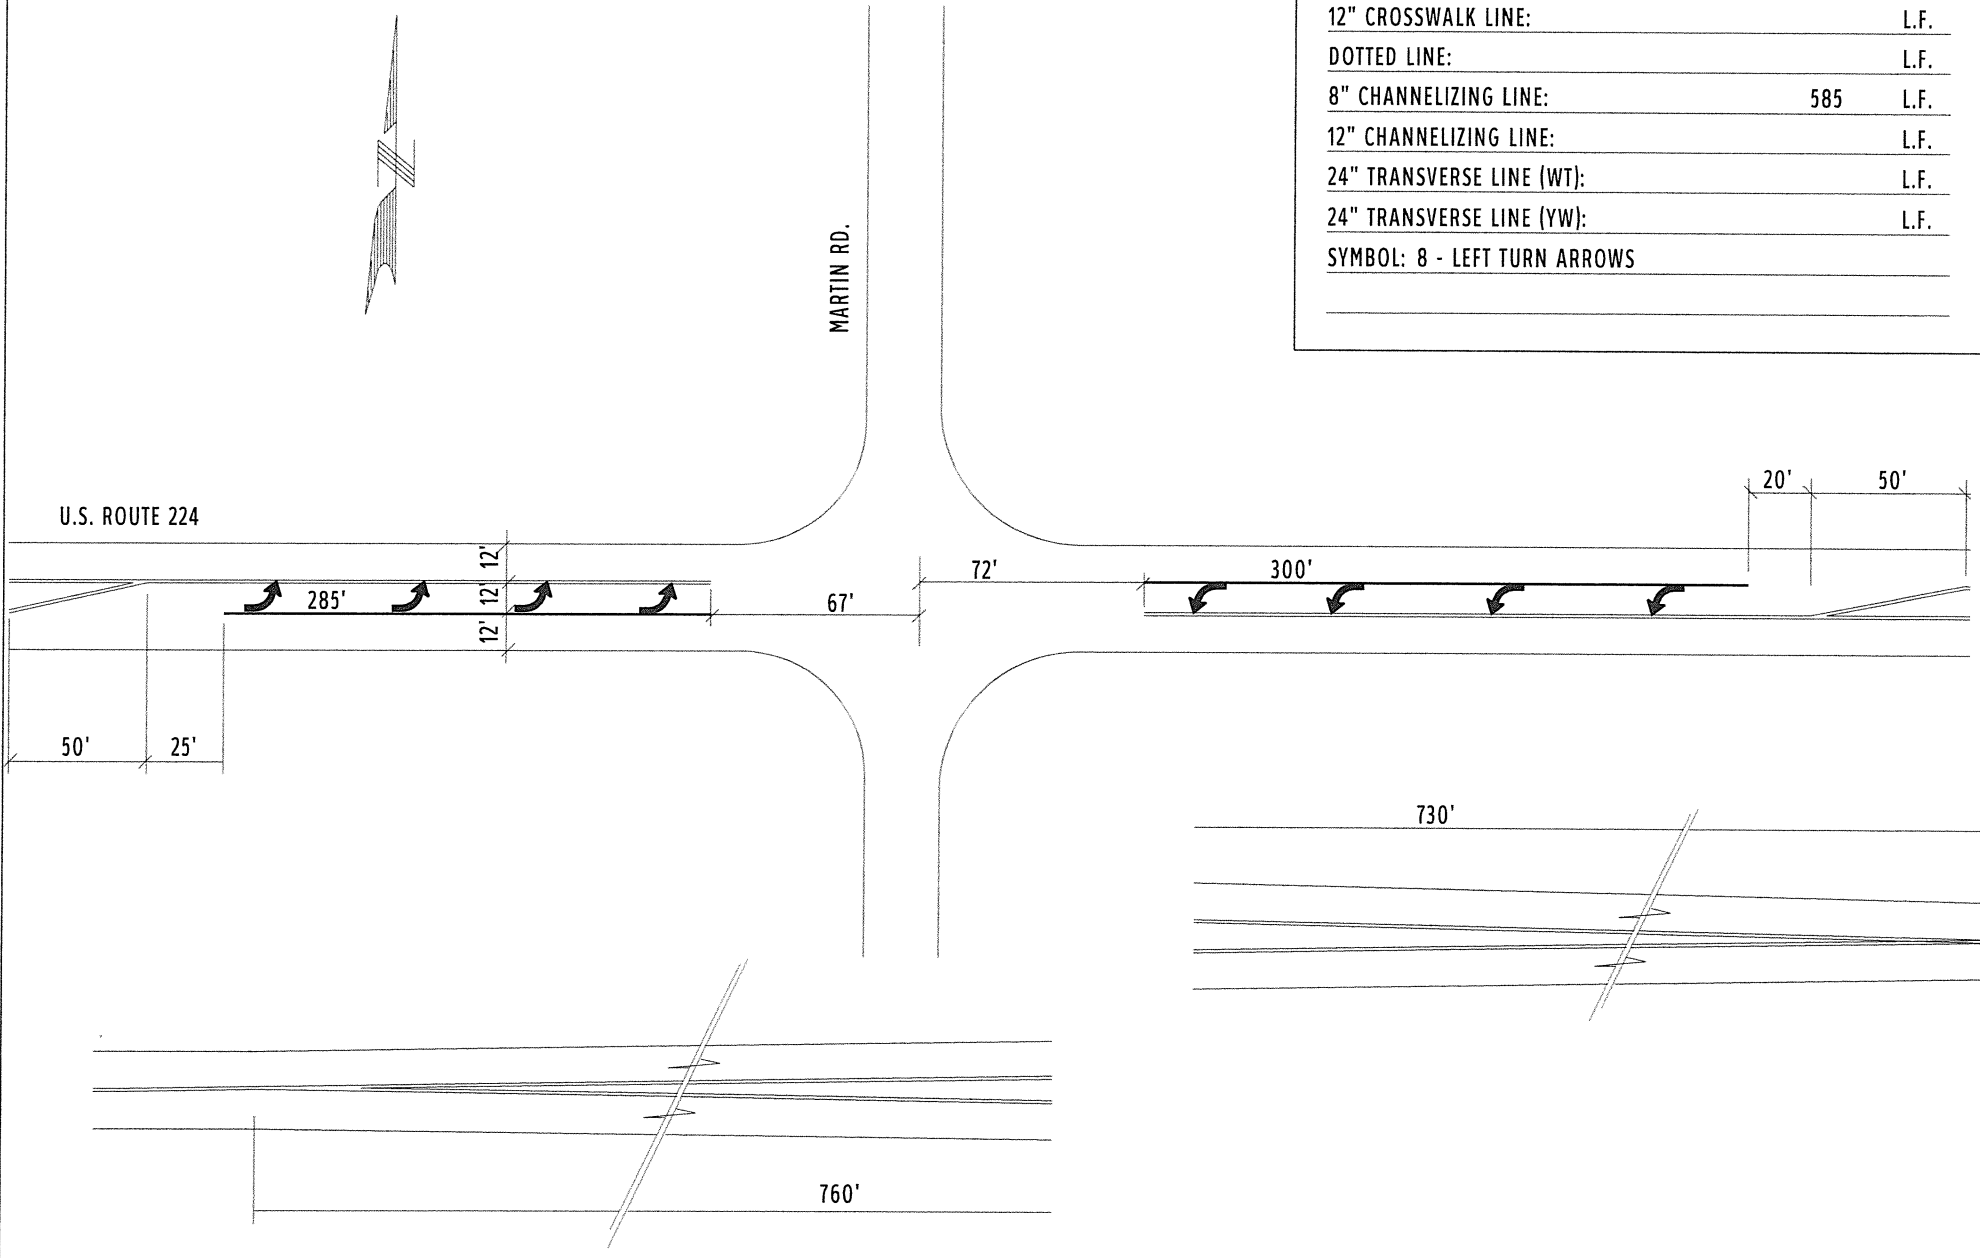 12" CROSSWALK LINE: L.F.
DOTTED LINE: L.F.
8" CHANNELIZING LINE: 585 L.F.
12" CHANNELIZING LINE: L.F.
24" TRANSVERSE LINE (WT): L.F.
24" TRANSVERSE LINE (YW): L.F.
SYMBOL: 8 - LEFT TURN ARROWS
MARTIN RD.
U.S. ROUTE 224
20' 50'
12'
12'
12'
285'
67'
72'
300'
50' 25'
730'
760'